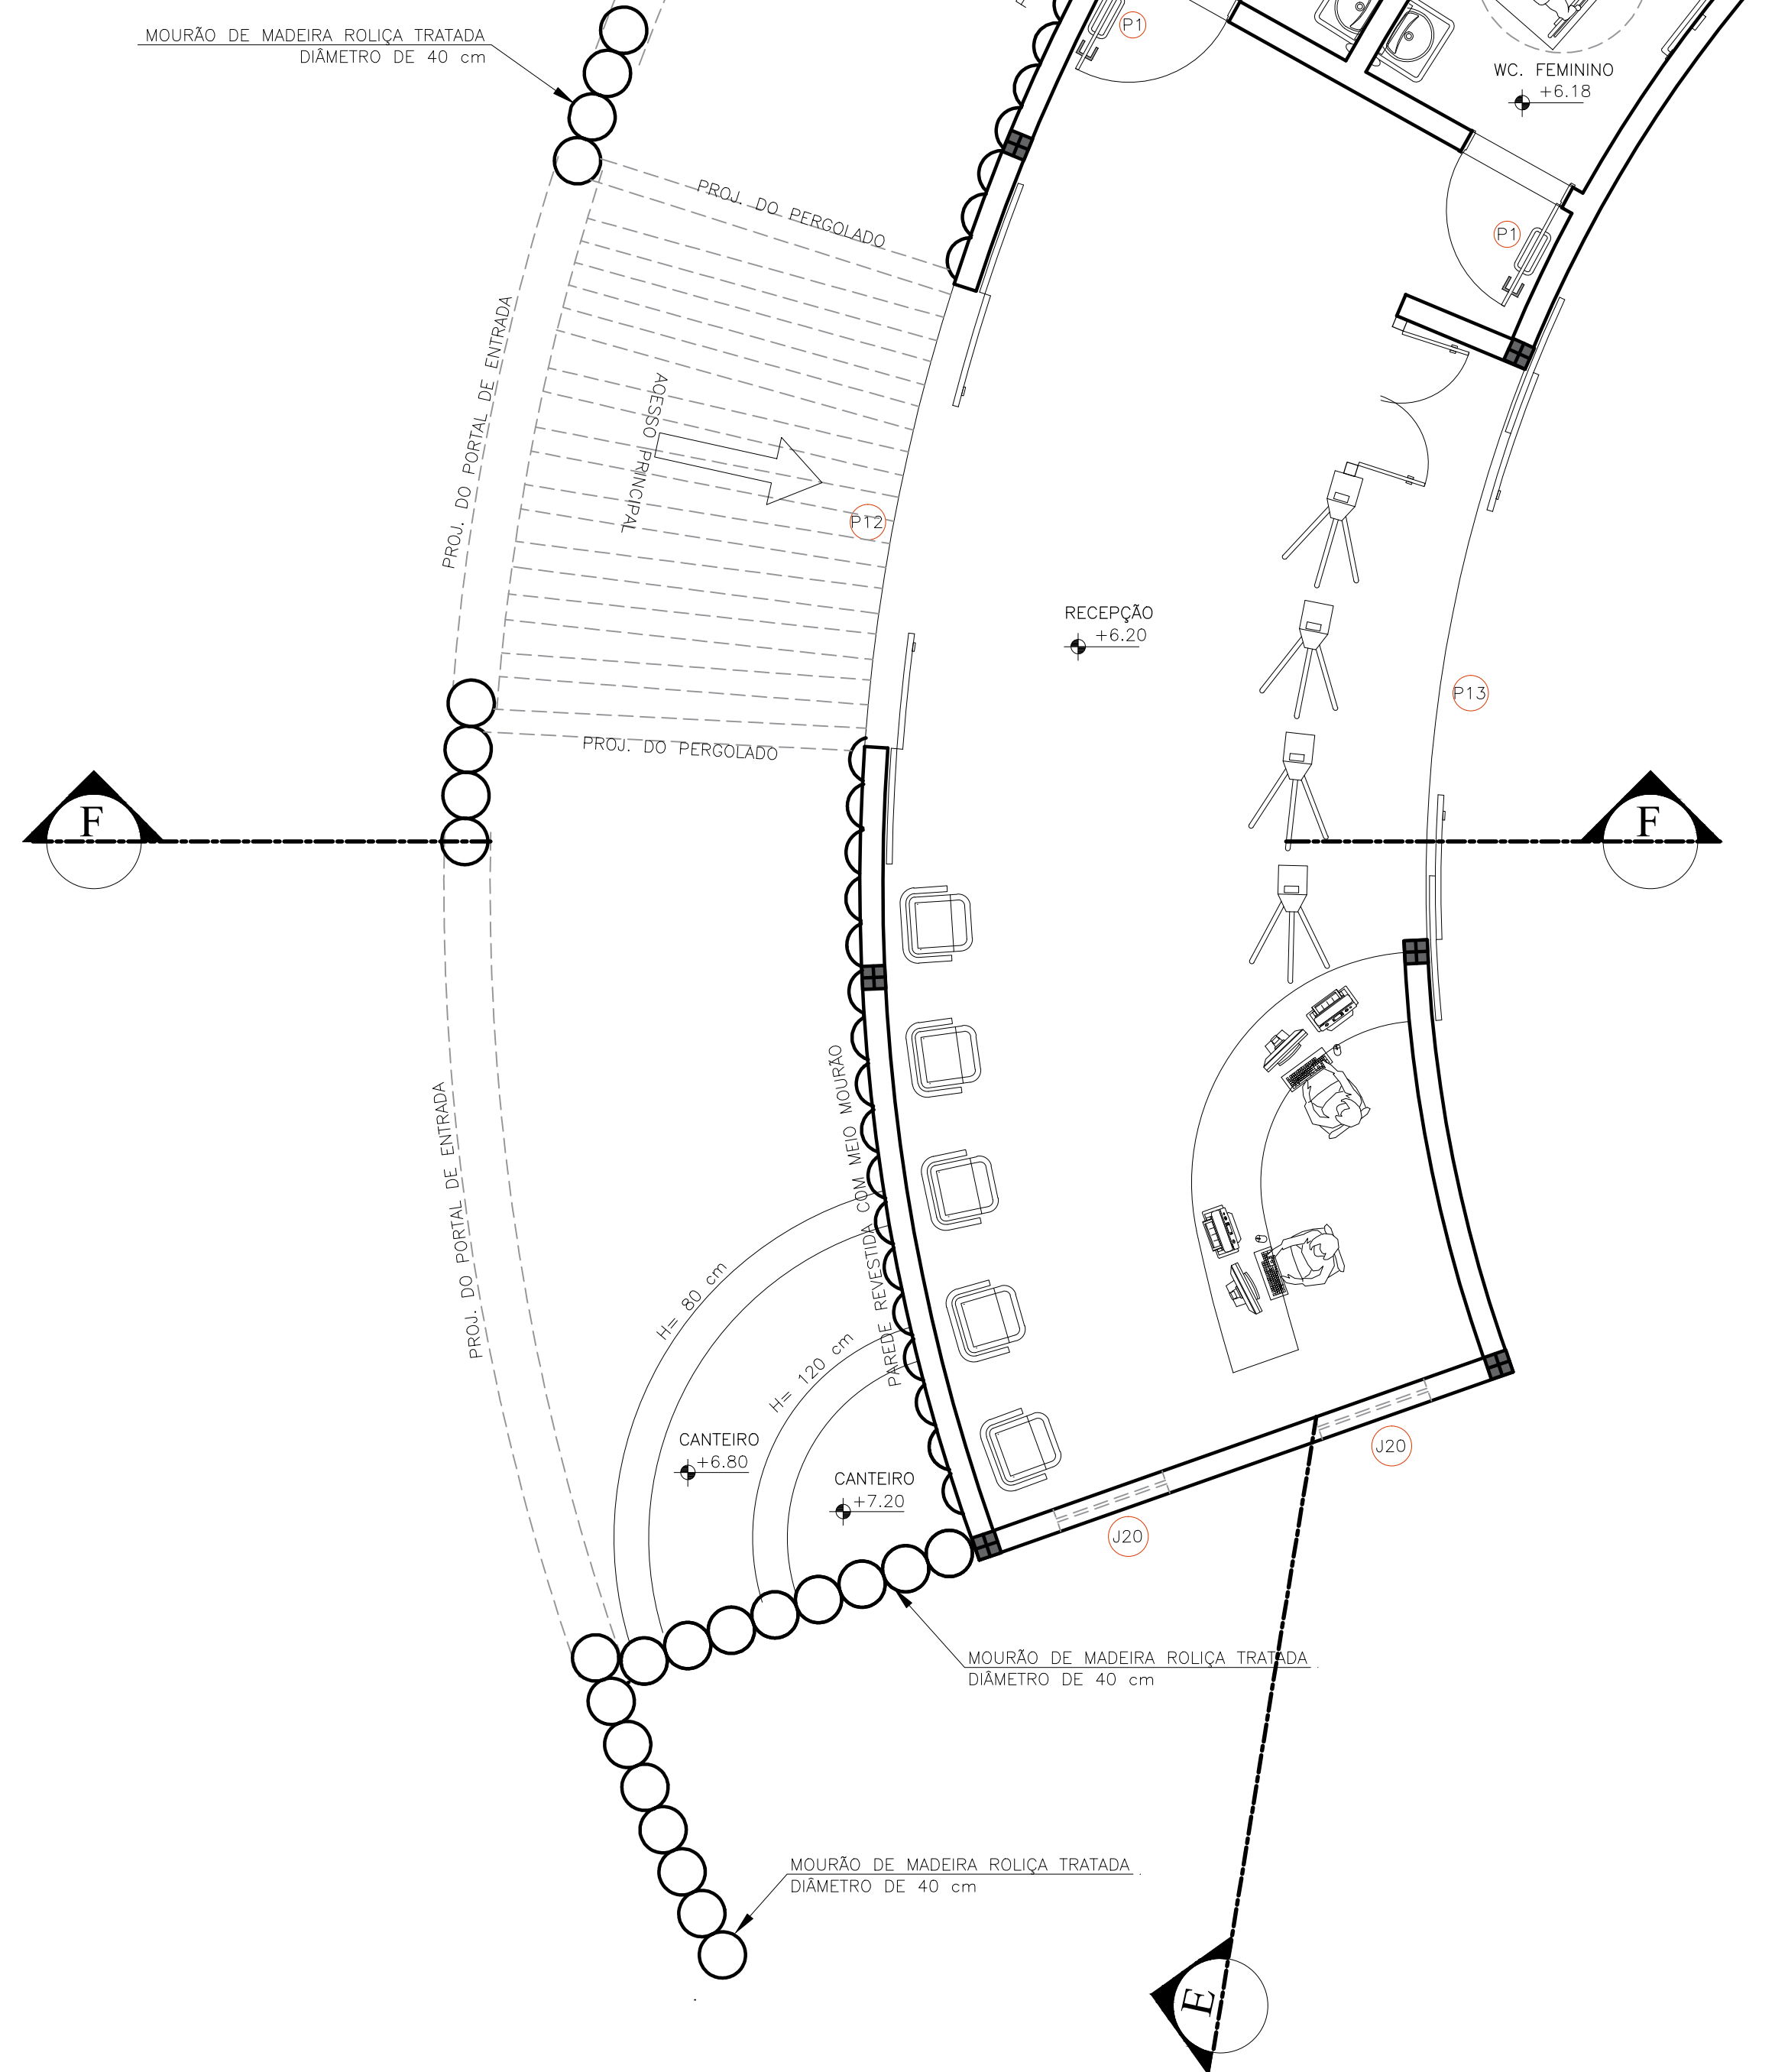 MOURÃO DE MADEIRA ROLIÇA TRATADA
DIÂMETRO DE 40 cm
P1
WC. FEMININO
+6.18
PROJ. DO PERGOLADO
P1
PROJ. DO PORTAL DE ENTRADA
ACESSO PRINCIPAL
P12
RECEPÇÃO
+6.20
P13
PROJ. DO PERGOLADO
F
F
PROJ. DO PORTAL DE ENTRADA
PAREDE REVESTIDA COM MEIO MOURÃO
H= 80 cm
H= 120 cm
CANTEIRO
+6.80
CANTEIRO
+7.20
J20
J20
MOURÃO DE MADEIRA ROLIÇA TRATADA
DIÂMETRO DE 40 cm
MOURÃO DE MADEIRA ROLIÇA TRATADA
DIÂMETRO DE 40 cm
E